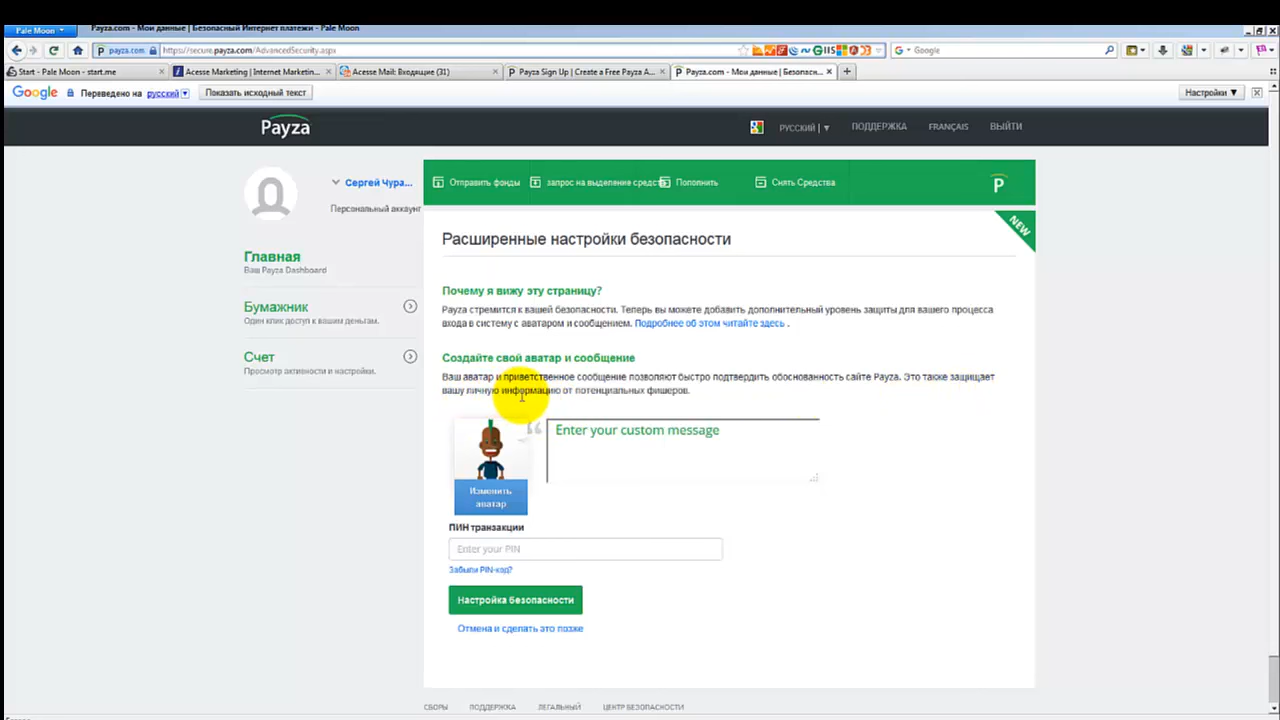 Pale Moon
Payza.com - Мои данные | Безопасный Интернет платежи - Pale Moon
payza.com
https://secure.payza.com/AdvancedSecurity.aspx
Google
Start - Pale Moon - start.me
Acesse Marketing | Internet Marketin...
Acesse Mail: Входящие (31)
Payza Sign Up | Create a Free Payza A...
Payza.com - Мои данные | Безопасн...
Google
Переведено на русский
Показать исходный текст
Настройки
Payza
РУССКИЙ |
ПОДДЕРЖКА
FRANÇAIS
ВЫЙТИ
Сергей Чура...
Персональный аккаунт
Отправить фонды
запрос на выделение средст
Пополнить
Снять Средства
P
NEW
Главная
Ваш Payza Dashboard
Бумажник
Один клик доступ к вашим деньгам.
Счет
Просмотр активности и настройки.
Расширенные настройки безопасности
Почему я вижу эту страницу?
Payza стремится к вашей безопасности. Теперь вы можете добавить дополнительный уровень защиты для вашего процесса
входа в систему с аватаром и сообщением. Подробнее об этом читайте здесь .
Создайте свой аватар и сообщение
Ваш аватар и приветственное сообщение позволяют быстро подтвердить обоснованность сайте Payza. Это также защищает
вашу личную информацию от потенциальных фишеров.
Enter your custom message
Изменить
аватар
ПИН транзакции
Enter your PIN
Забыли PIN-код?
Настройка безопасности
Отмена и сделать это позже
СБОРЫ
ПОДДЕРЖКА
ЛЕГАЛЬНЫЙ
ЦЕНТР БЕЗОПАСНОСТИ